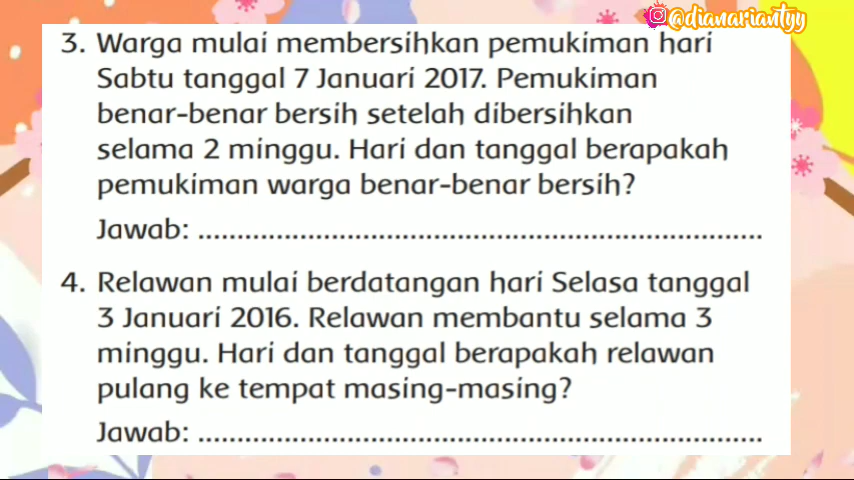 @dianariantyy
3. Warga mulai membersihkan pemukiman hari
Sabtu tanggal 7 Januari 2017. Pemukiman
benar-benar bersih setelah dibersihkan
selama 2 minggu. Hari dan tanggal berapakah
pemukiman warga benar-benar bersih?
Jawab: ........................................................................
4. Relawan mulai berdatangan hari Selasa tanggal
3 Januari 2016. Relawan membantu selama 3
minggu. Hari dan tanggal berapakah relawan
pulang ke tempat masing-masing?
Jawab: ........................................................................